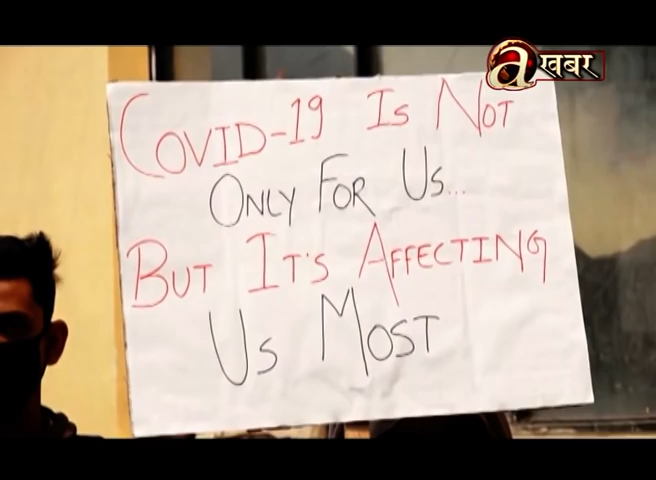 a खबर
COVID-19 IS NOT
ONLY FOR US...
BUT IT'S AFFECTING
US MOST